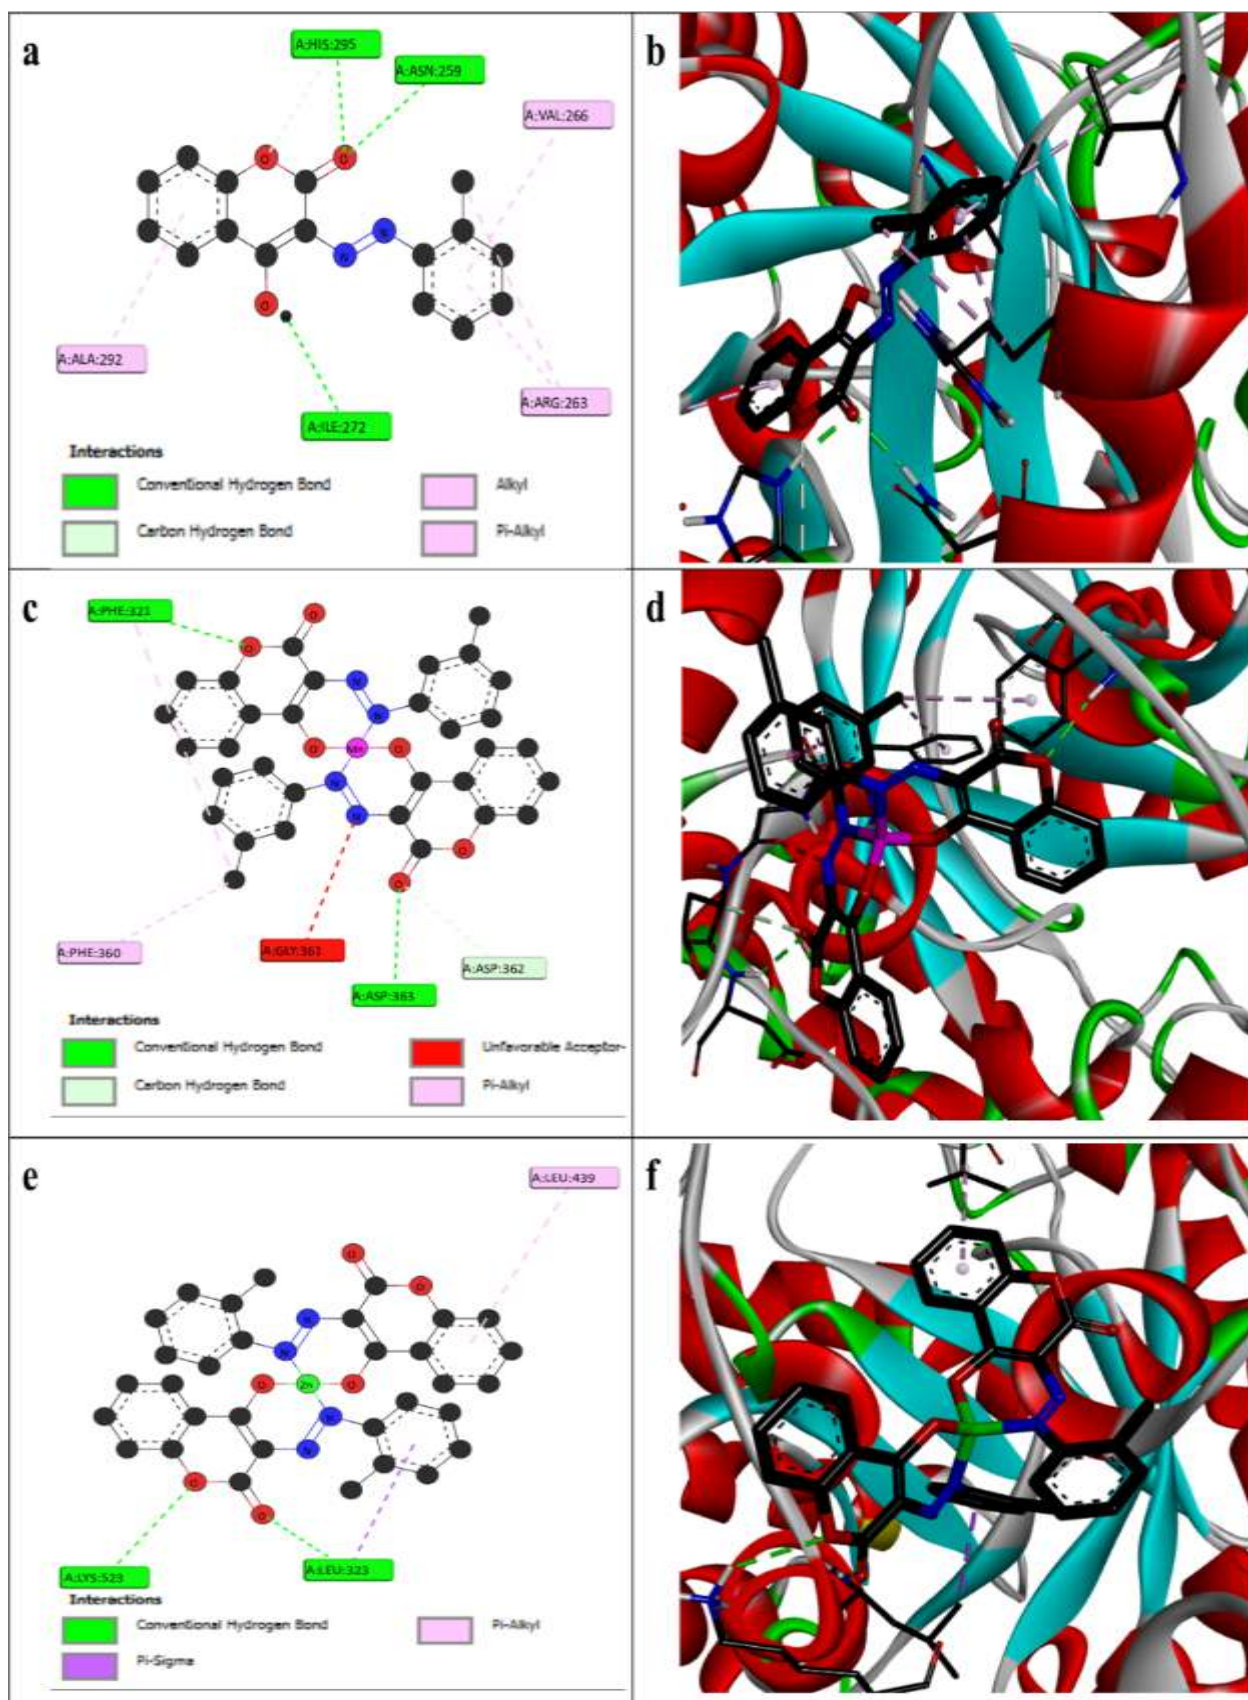 a
b
A:HIS:295
A:ASN:259
A:VAL:266
O
O
N
N
O
A:ALA:292
A:ARG:263
A:ILE:272
Interactions
Conventional Hydrogen Bond
Alkyl
Carbon Hydrogen Bond
Pi-Alkyl
c
d
A:PHE:321
O
O
N
N
O
Mn
O
N
N
O
O
A:PHE:360
A:GLY:361
A:ASP:362
A:ASP:363
Interactions
Conventional Hydrogen Bond
Unfavorable Acceptor-
Carbon Hydrogen Bond
Pi-Alkyl
e
f
A:LEU:439
O
O
N
N
O
Zn
O
N
N
O
O
A:LYS:523
A:LEU:323
Interactions
Conventional Hydrogen Bond
Pi-Alkyl
Pi-Sigma